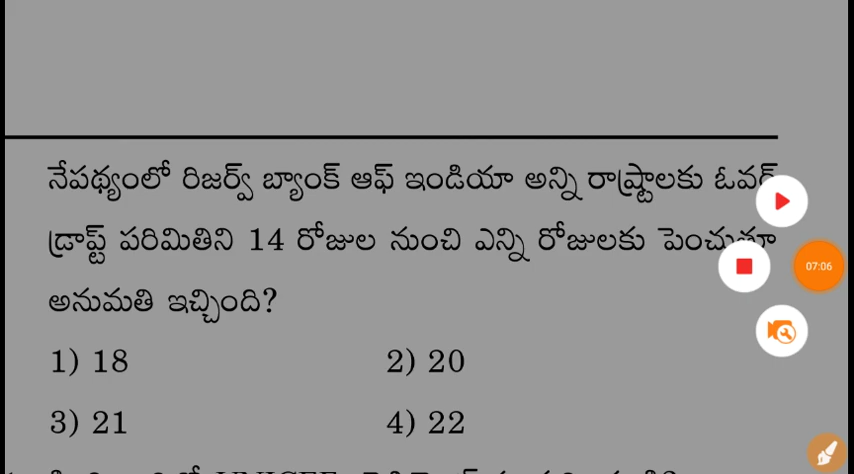 నేపథ్యంలో రిజర్వ్ బ్యాంక్ ఆఫ్ ఇండియా అన్ని రాష్ట్రాలకు ఓవర్
డ్రాప్ట్ పరిమితిని 14 రోజుల నుంచి ఎన్ని రోజులకు పెంచుతూ
07:06
అనుమతి ఇచ్చింది?
1) 18 2) 20
3) 21 4) 22